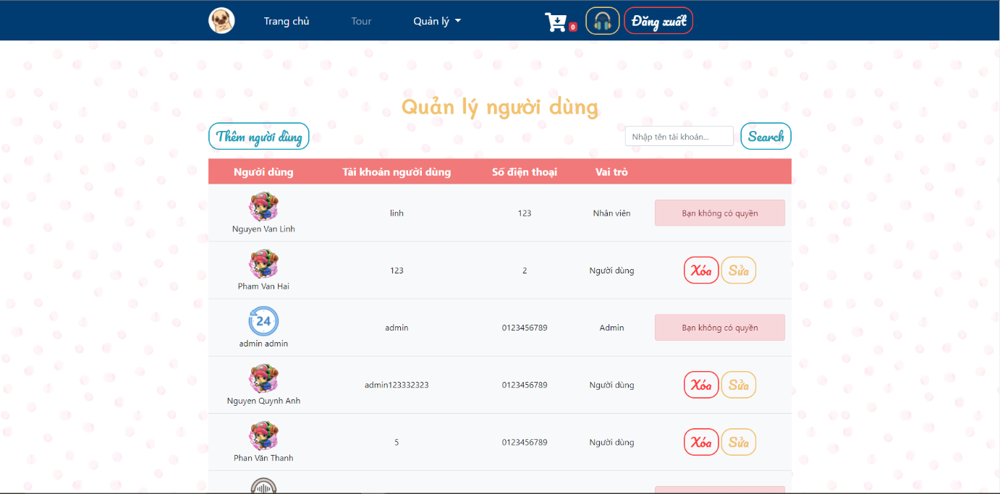 Trang chủ Tour Quản lý 0 Đăng xuất
Quản lý người dùng
Thêm người dùng Nhập tên tài khoản... Search
Người dùng Tài khoản người dùng Số điện thoại Vai trò
Nguyen Van Linh linh 123 Nhân viên Bạn không có quyền
Pham Van Hai 123 2 Người dùng Xóa Sửa
24
admin admin admin 0123456789 Admin Bạn không có quyền
Nguyen Quynh Anh admin123332323 0123456789 Người dùng Xóa Sửa
Phan Văn Thanh 5 0123456789 Người dùng Xóa Sửa